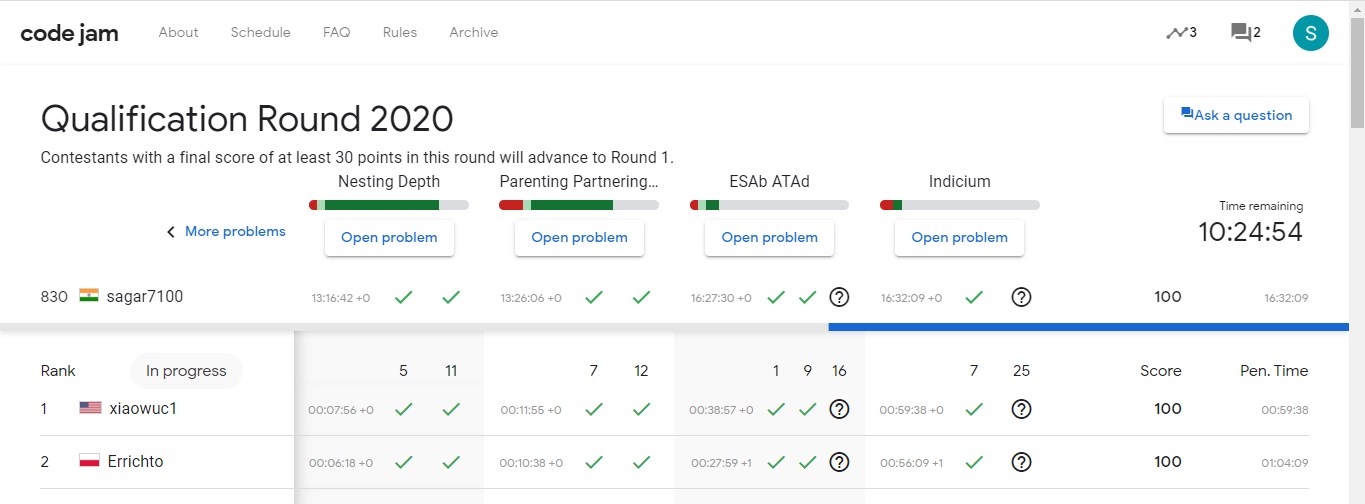 code jam About Schedule FAQ Rules Archive 3 2 S
Qualification Round 2020
Ask a question
Contestants with a final score of at least 30 points in this round will advance to Round 1.
Nesting Depth Parenting Partnering... ESAb ATAd Indicium
Time remaining
More problems Open problem Open problem Open problem Open problem 10:24:54
830 sagar7100 13:16:42 +0 13:26:06 +0 16:27:30 +0 ? 16:32:09 +0 ? 100 16:32:09
Rank In progress 5 11 7 12 1 9 16 7 25 Score Pen. Time
1 xiaowuc1 00:07:56 +0 00:11:55 +0 00:38:57 +0 ? 00:59:38 +0 ? 100 00:59:38
2 Errichto 00:06:18 +0 00:10:38 +0 00:27:59 +1 ? 00:56:09 +1 ? 100 01:04:09